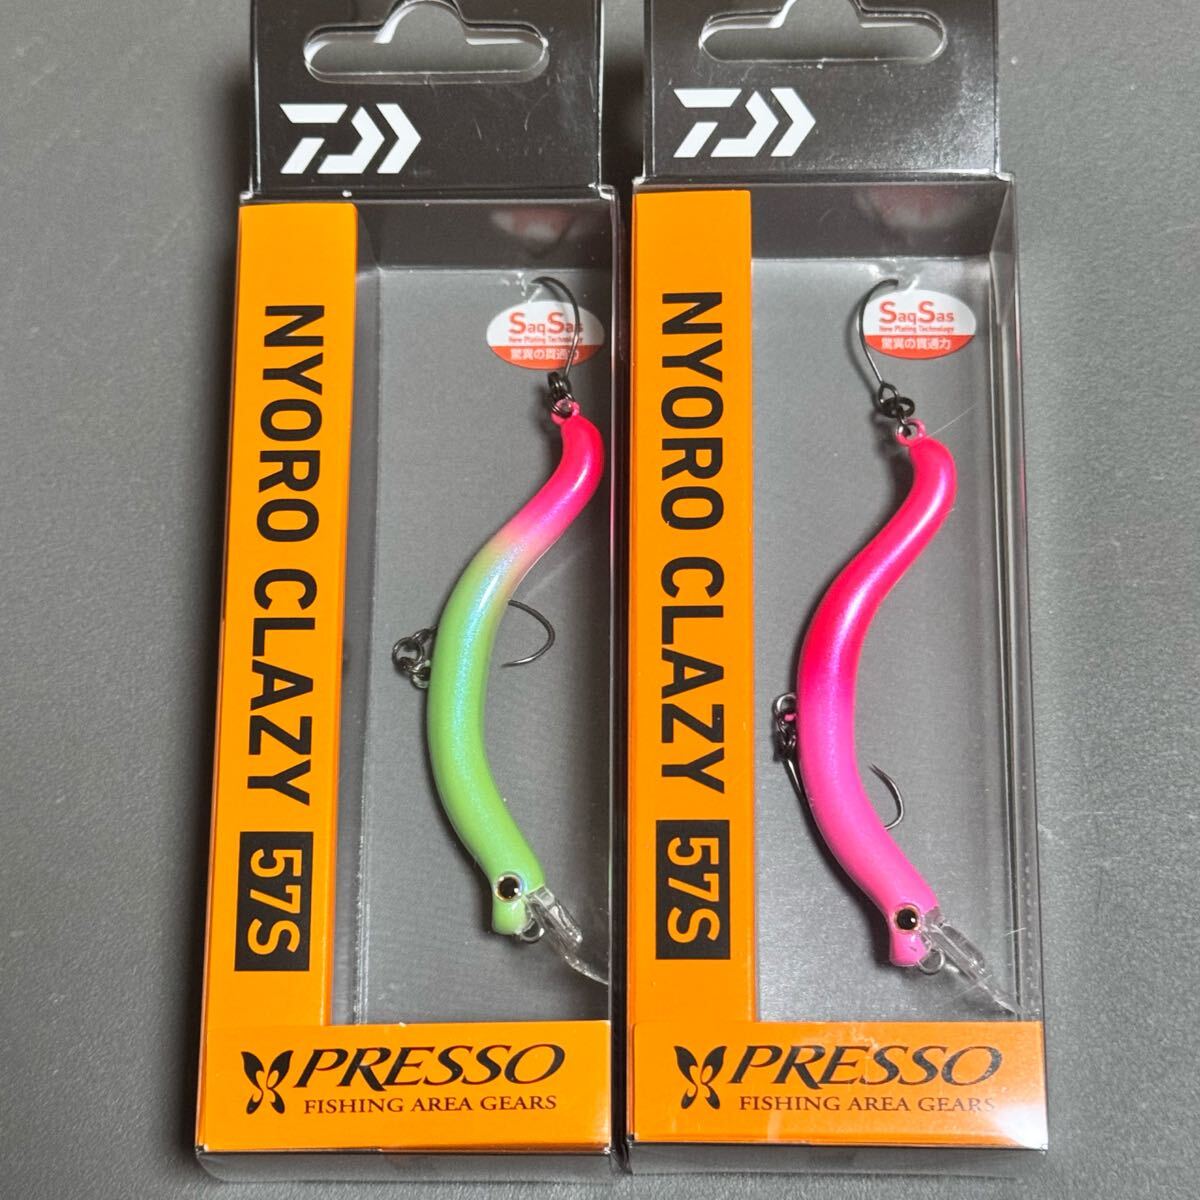 SaqSas
New Plating Technology
驚異の貫通力
NYORO CLAZY 57S
PRESSO
FISHING AREA GEARS
SaqSas
New Plating Technology
驚異の貫通力
NYORO CLAZY 57S
PRESSO
FISHING AREA GEARS